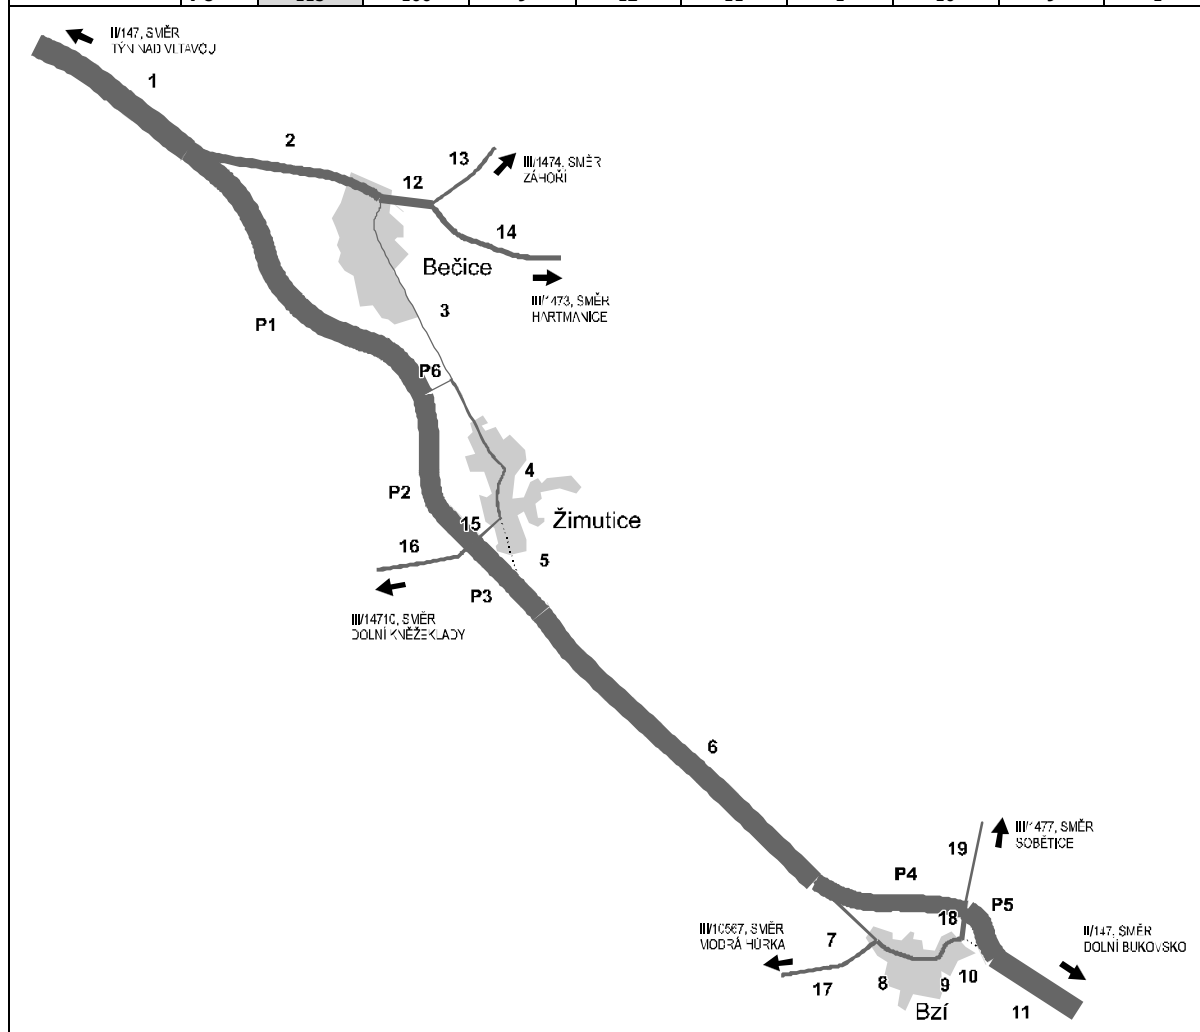 II/147, SMĚR
TÝN NAD VLTAVOU
1
2
13
III/1474, SMĚR
ZÁHOŘÍ
12
14
Bečice
III/1473, SMĚR
HARTMANICE
3
P1
P6
4
P2
15
Žimutice
16
5
P3
III/14710, SMĚR
DOLNÍ KNĚŽEKLADY
6
III/1477, SMĚR
SOBĚTICE
19
P4
P5
18
III/10567, SMĚR
MODRÁ HŮRKA
7
II/147, SMĚR
DOLNÍ BUKOVSKO
10
17
8
9
11
Bzí